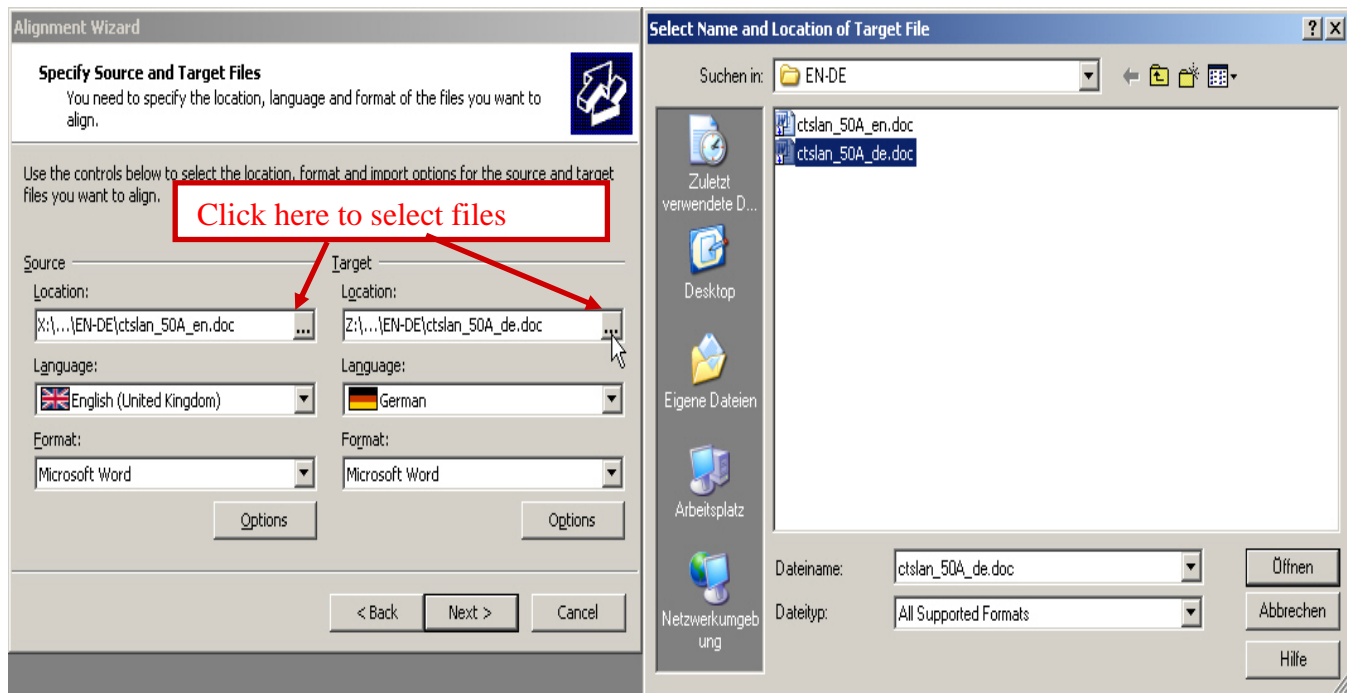 Alignment Wizard
Specify Source and Target Files
You need to specify the location, language and format of the files you want to
align.
Use the controls below to select the location, format and import options for the source and target
files you want to align.
Click here to select files
Source
Target
Location:
Location:
X:\...\EN-DE\ctslan_50A_en.doc
...
Z:\...\EN-DE\ctslan_50A_de.doc
...
Language:
Language:
English (United Kingdom)
German
Format:
Format:
Microsoft Word
Microsoft Word
Options
Options
< Back
Next >
Cancel
Select Name and Location of Target File
Suchen in:
EN-DE
ctslan_50A_en.doc
ctslan_50A_de.doc
Zuletzt
verwendete D...
Desktop
Eigene Dateien
Arbeitsplatz
Netzwerkumgeb
ung
Dateiname:
ctslan_50A_de.doc
Öffnen
Dateityp:
All Supported Formats
Abbrechen
Hilfe